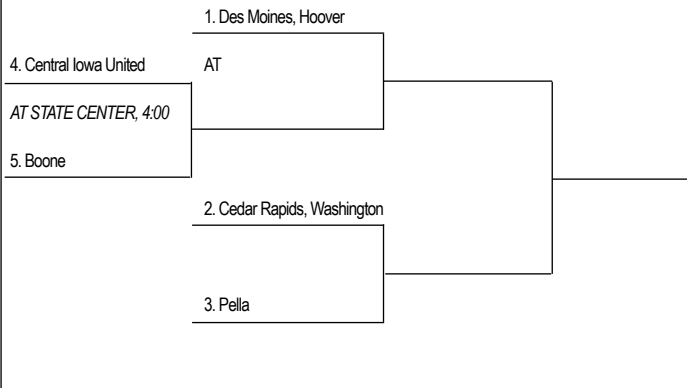 1. Des Moines, Hoover
4. Central Iowa United
AT
AT STATE CENTER, 4:00
5. Boone
2. Cedar Rapids, Washington
3. Pella